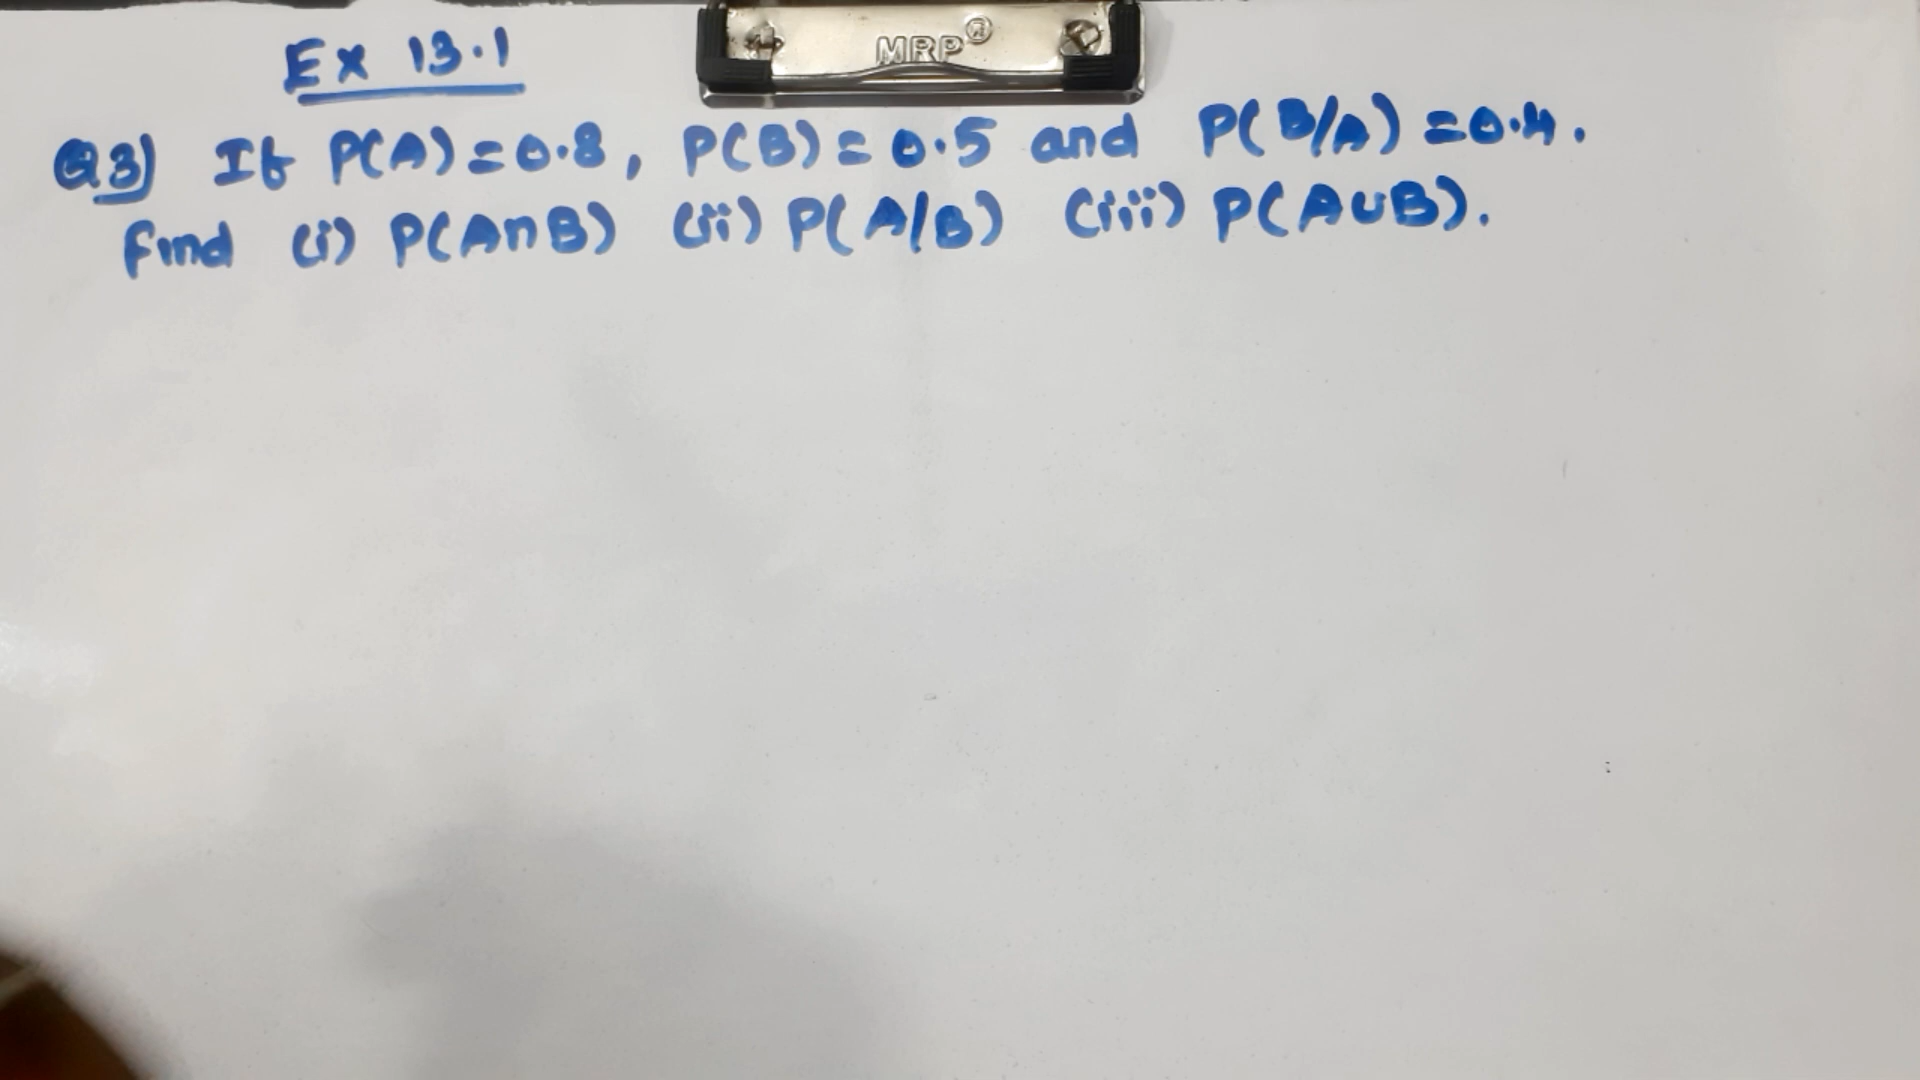 Ex 13.1
MRP®
Q3) If P(A)=0.8, P(B)=0.5 and P(B/A)=0.4.
Find (i) P(A∩B) (ii) P(A/B) (iii) P(A∪B).